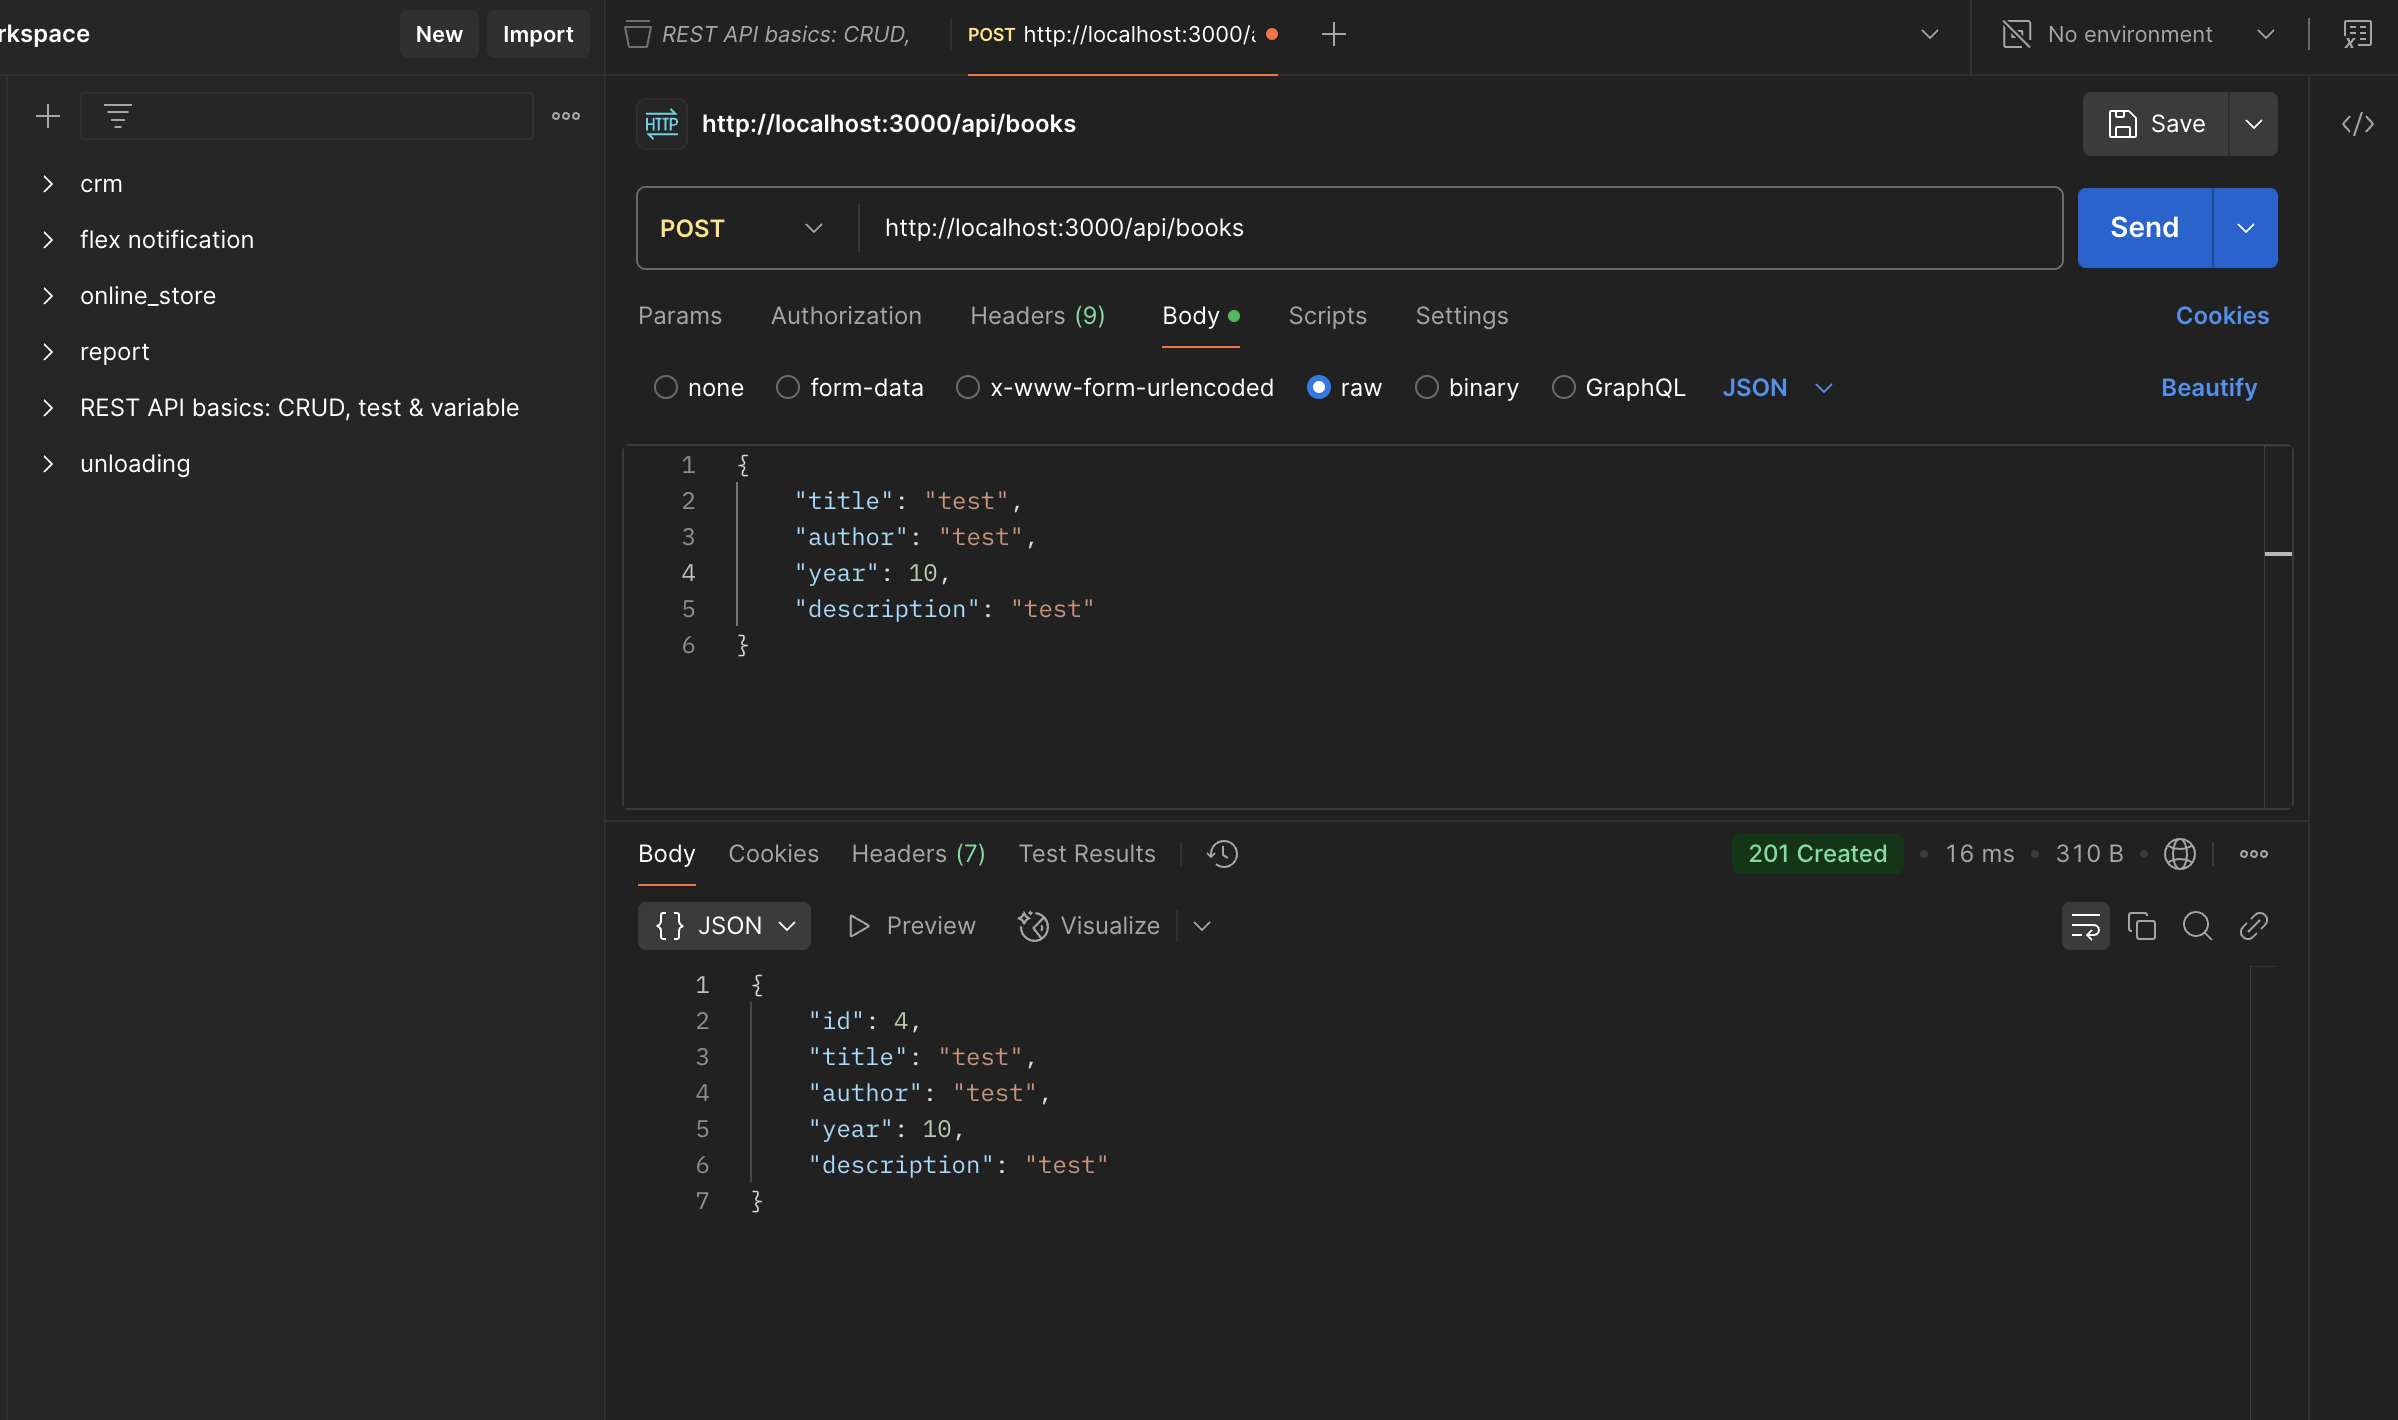 rkspace
New
Import
REST API basics: CRUD,
POST http://localhost:3000/a
No environment
crm
flex notification
online_store
report
REST API basics: CRUD, test & variable
unloading
HTTP
http://localhost:3000/api/books
Save
POST
http://localhost:3000/api/books
Send
Params Authorization Headers (9) Body Scripts Settings Cookies
none form-data x-www-form-urlencoded raw binary GraphQL JSON Beautify
1 {
2 "title": "test",
3 "author": "test",
4 "year": 10,
5 "description": "test"
6 }
Body Cookies Headers (7) Test Results 201 Created 16 ms 310 B
{} JSON Preview Visualize
1 {
2 "id": 4,
3 "title": "test",
4 "author": "test",
5 "year": 10,
6 "description": "test"
7 }